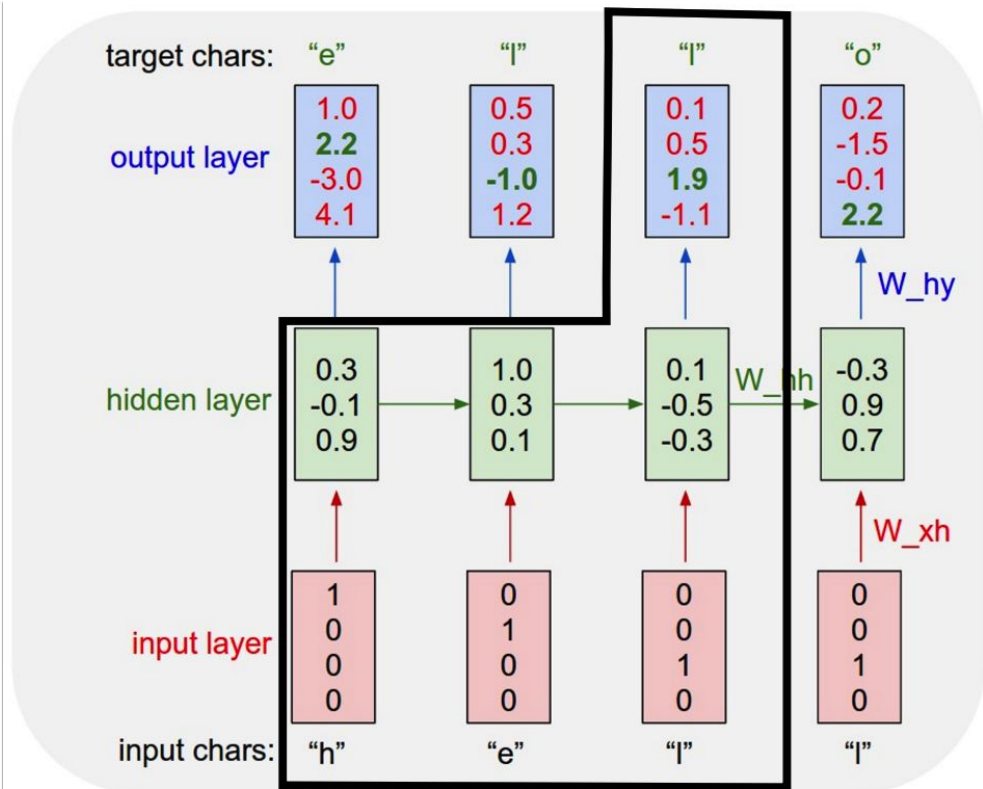 target chars: “e” “l” “l” “o”
1.0 0.5 0.1 0.2
2.2 0.3 0.5 -1.5
output layer -3.0 -1.0 1.9 -0.1
4.1 1.2 -1.1 2.2
W_hy
0.3 1.0 0.1 -0.3
hidden layer -0.1 0.3 -0.5 W_hh 0.9
0.9 0.1 -0.3 0.7
W_xh
1 0 0 0
0 1 0 0
input layer 0 0 1 1
0 0 0 0
input chars: “h” “e” “l” “l”